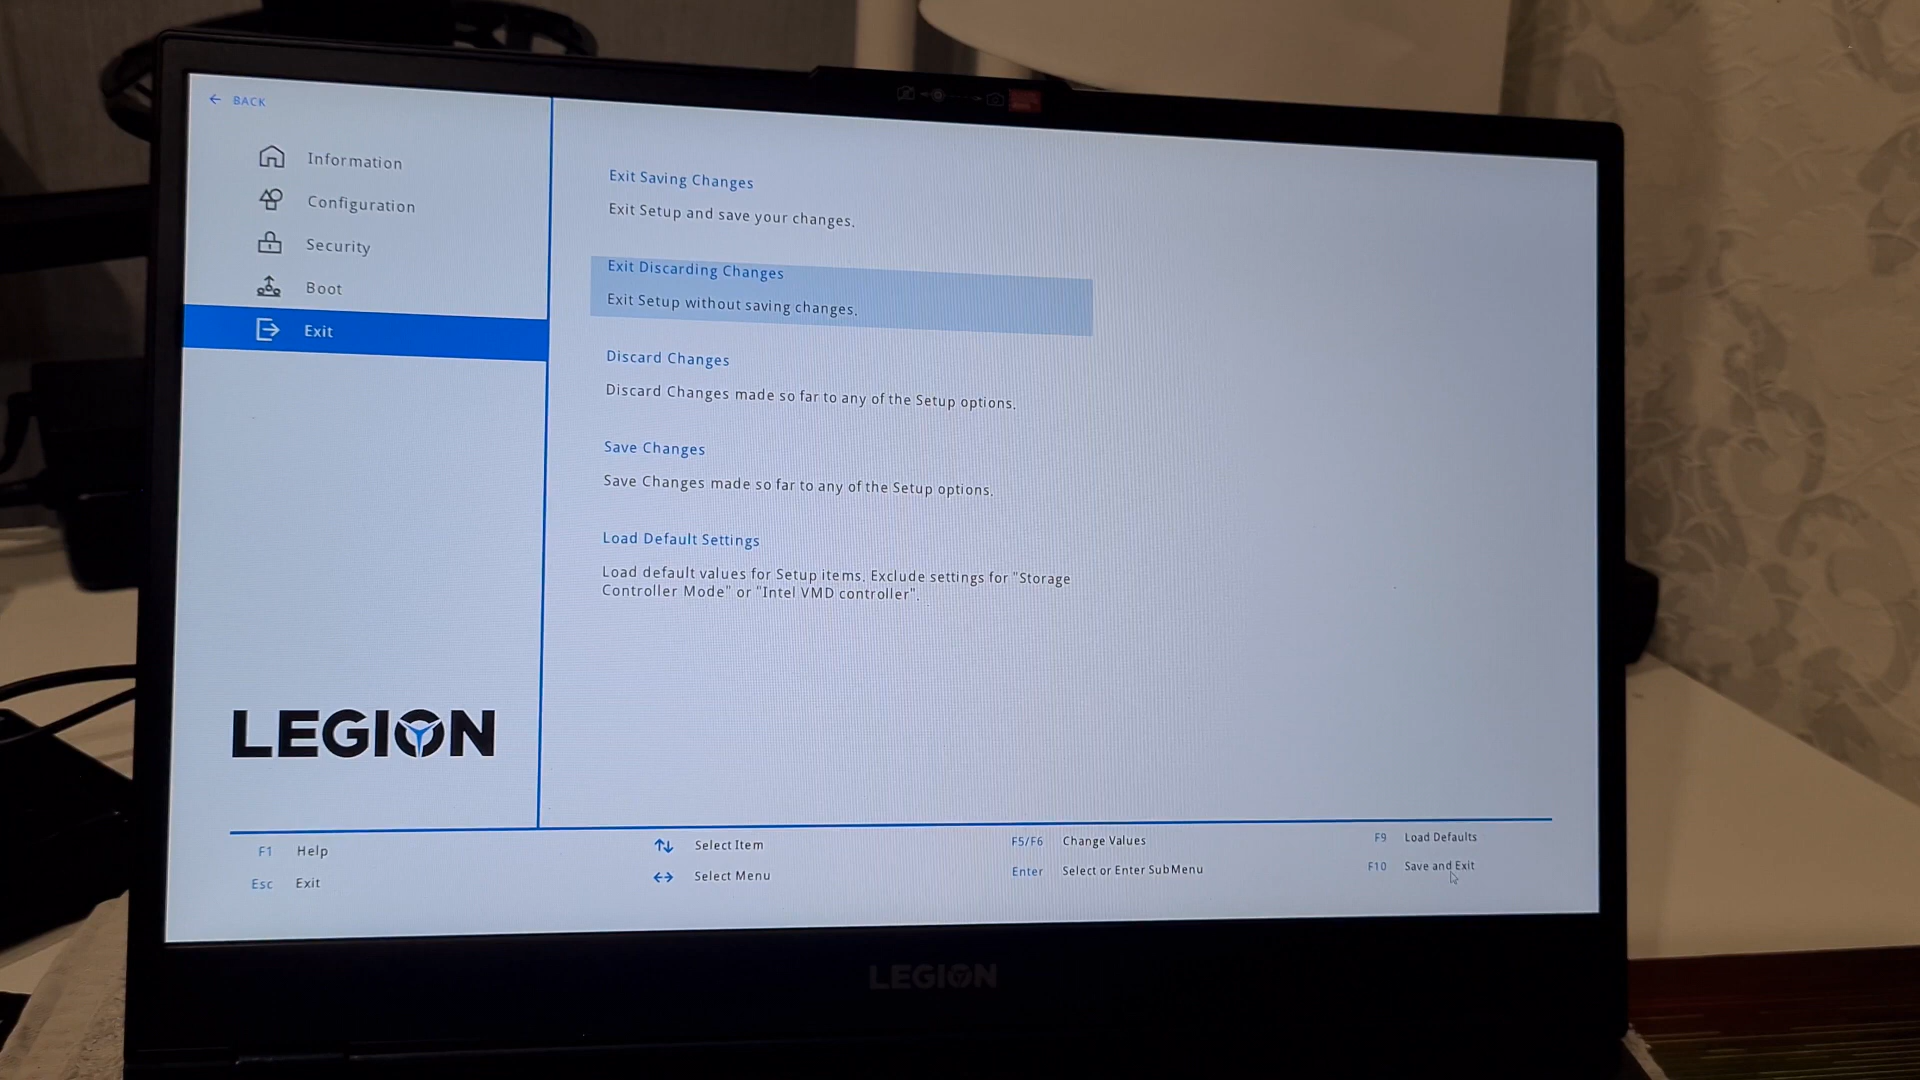 BACK
Information
Configuration
Security
Boot
Exit
Exit Saving Changes
Exit Setup and save your changes.
Exit Discarding Changes
Exit Setup without saving changes.
Discard Changes
Discard Changes made so far to any of the Setup options.
Save Changes
Save Changes made so far to any of the Setup options.
Load Default Settings
Load default values for Setup items. Exclude settings for "Storage
Controller Mode" or "Intel VMD controller".
LEGION
F1 Help
Esc Exit
Select Item
Select Menu
F5/F6 Change Values
Enter Select or Enter SubMenu
F9 Load Defaults
F10 Save and Exit
LEGION